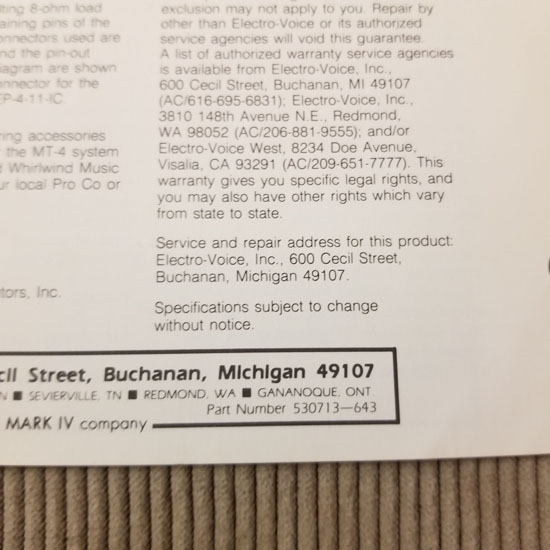 lting 8-ohm load
aining pins of the
onnectors used are
nd the pin-out
agram are shown
onnector for the
EP-4-11-IC.
ring accessories
the MT-4 system
d Whirlwind Music
ur local Pro Co or
tors, Inc.
exclusion may not apply to you. Repair by
other than Electro-Voice or its authorized
service agencies will void this guarantee.
A list of authorized warranty service agencies
is available from Electro-Voice, Inc.,
600 Cecil Street, Buchanan, MI 49107
(AC/616-695-6831); Electro-Voice, Inc.,
3810 148th Avenue N.E., Redmond,
WA 98052 (AC/206-881-9555); and/or
Electro-Voice West, 8234 Doe Avenue,
Visalia, CA 93291 (AC/209-651-7777). This
warranty gives you specific legal rights, and
you may also have other rights which vary
from state to state.
Service and repair address for this product:
Electro-Voice, Inc., 600 Cecil Street,
Buchanan, Michigan 49107.
Specifications subject to change
without notice.
cil Street, Buchanan, Michigan 49107
N ■ SEVIERVILLE, TN ■ REDMOND, WA ■ GANANOQUE, ONT.
Part Number 530713—643
MARK IV company